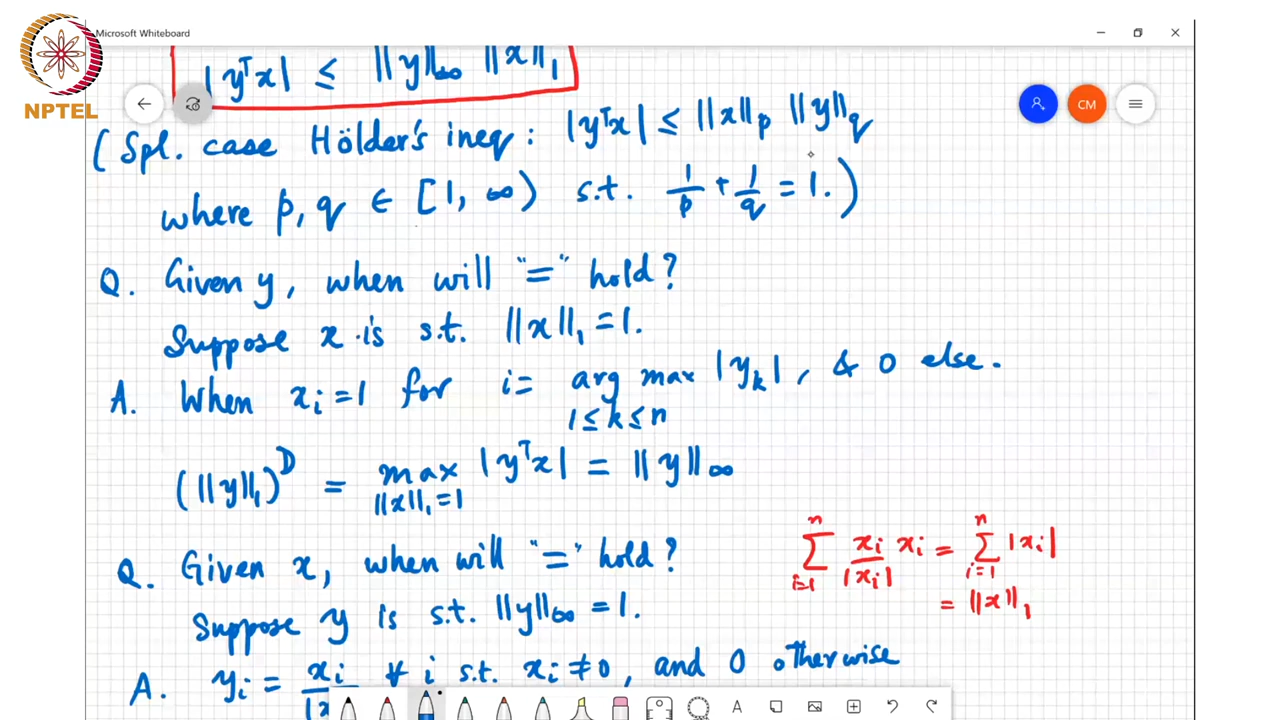 Microsoft Whiteboard
NPTEL
CM
|yᵀx| ≤ ||y||∞ ||x||₁
( Spl. case Hölder's ineq : |yᵀx| ≤ ||x||p ||y||q
where p, q ∈ [1, ∞) s.t. 1/p + 1/q = 1. )
Q. Given y, when will "=" hold?
Suppose x is s.t. ||x||₁ = 1.
A. When xᵢ = 1 for i = arg max |yₖ|, & 0 else.
1 ≤ k ≤ n
(||y||₁)ᴰ = max |yᵀx| = ||y||∞
||x||₁ = 1
Q. Given x, when will "=" hold?
Suppose y is s.t. ||y||∞ = 1.
A. yᵢ = xᵢ/|x ∀ i s.t. xᵢ ≠ 0, and 0 otherwise
∑ᵢ₌₁ⁿ xᵢ/|xᵢ| xᵢ = ∑ᵢ₌₁ⁿ |xᵢ|
= ||x||₁